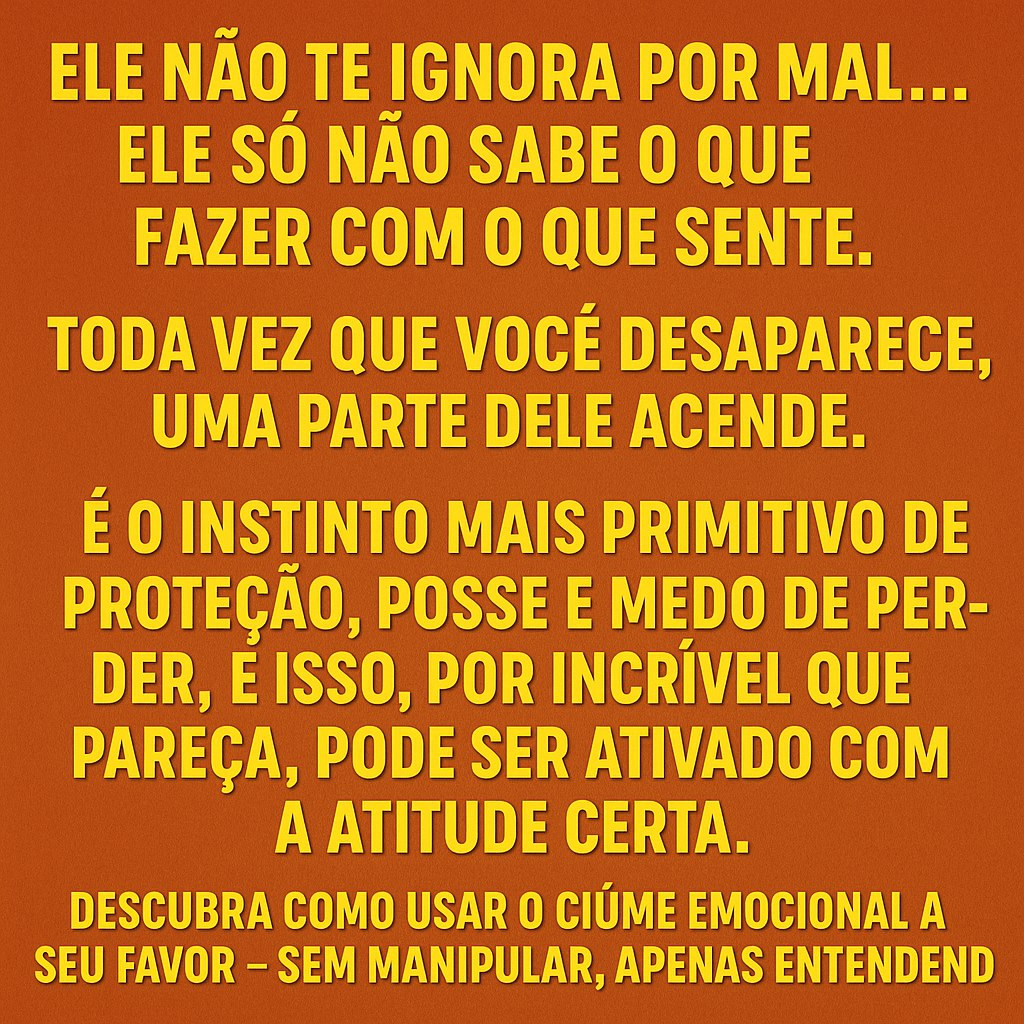 ELE NÃO TE IGNORA POR MAL...
ELE SÓ NÃO SABE O QUE
FAZER COM O QUE SENTE.
TODA VEZ QUE VOCÉ DESAPARECE,
UMA PARTE DELE ACENDE.
É O INSTINTO MAIS PRIMITIVO DE
PROTEÇÃO, POSSE E MEDO DE PER-
DER, E ISSO, POR INCRÍVEL QUE
PAREÇA, PODE SER ATIVADO COM
A ATITUDE CERTA.
DESCUBRA COMO USAR O CIÚME EMOCIONAL A
SEU FAVOR – SEM MANIPULAR, APENAS ENTENDEND